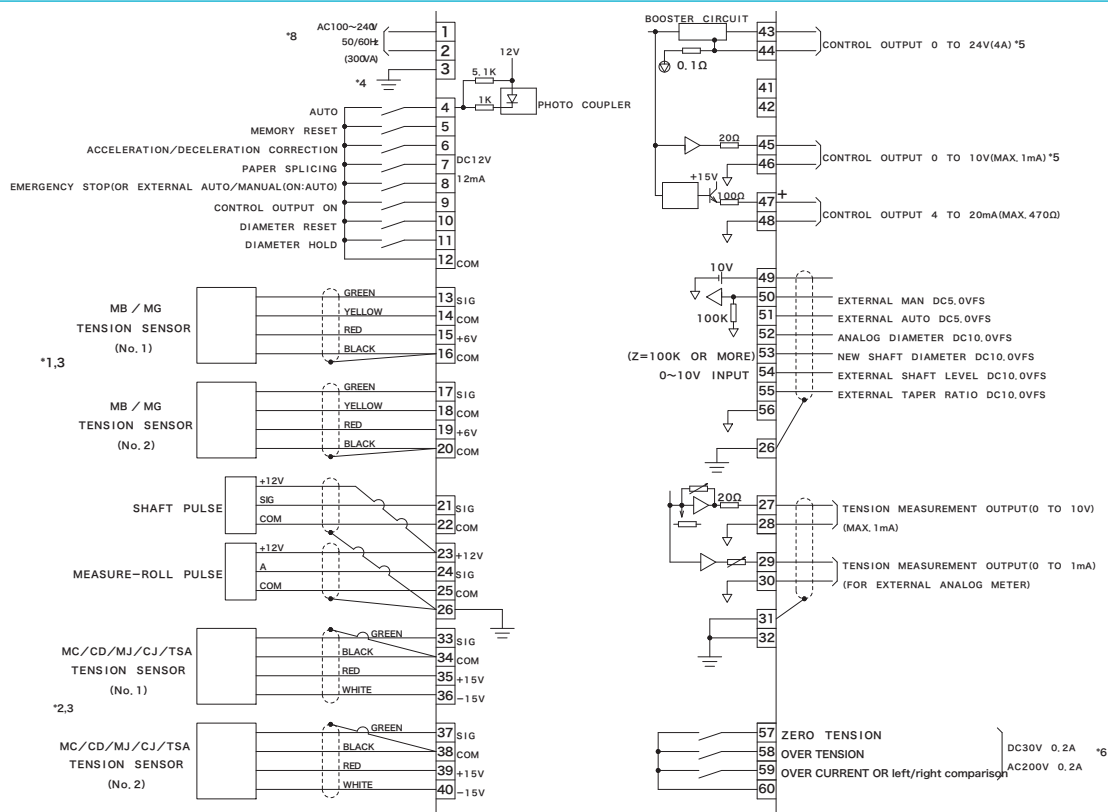 *8
AC100~240V
50/60Hz
(300VA)
*4
1
2
3
12V
5.1K
1K
PHOTO COUPLER
AUTO
MEMORY RESET
ACCELERATION/DECELERATION CORRECTION
PAPER SPLICING
EMERGENCY STOP(OR EXTERNAL AUTO/MANUAL(ON:AUTO)
CONTROL OUTPUT ON
DIAMETER RESET
DIAMETER HOLD
4
5
6
7
8
9
10
11
12
DC12V
12mA
COM
MB / MG
TENSION SENSOR
(No. 1)
GREEN
YELLOW
RED
BLACK
13 SIG
14 COM
15 +6V
16 COM
*1,3
MB / MG
TENSION SENSOR
(No. 2)
GREEN
YELLOW
RED
BLACK
17 SIG
18 COM
19 +6V
20 COM
SHAFT PULSE
+12V
SIG
COM
21 SIG
22 COM
MEASURE-ROLL PULSE
+12V
A
COM
23 +12V
24 SIG
25 COM
26
MC/CD/MJ/CJ/TSA
TENSION SENSOR
(No. 1)
GREEN
BLACK
RED
WHITE
33 SIG
34 COM
35 +15V
36 -15V
*2,3
MC/CD/MJ/CJ/TSA
TENSION SENSOR
(No. 2)
GREEN
BLACK
RED
WHITE
37 SIG
38 COM
39 +15V
40 -15V
BOOSTER CIRCUIT
0.1Ω
43
44
CONTROL OUTPUT 0 TO 24V(4A) *5
41
42
20Ω
45
46
CONTROL OUTPUT 0 TO 10V(MAX. 1mA) *5
+15V
100Ω
47 +
48
CONTROL OUTPUT 4 TO 20mA(MAX. 470Ω)
10V
100K
(Z=100K OR MORE)
0~10V INPUT
49
50 EXTERNAL MAN DC5.0VFS
51 EXTERNAL AUTO DC5.0VFS
52 ANALOG DIAMETER DC10.0VFS
53 NEW SHAFT DIAMETER DC10.0VFS
54 EXTERNAL SHAFT LEVEL DC10.0VFS
55 EXTERNAL TAPER RATIO DC10.0VFS
56
26
20Ω
27
28
TENSION MEASUREMENT OUTPUT(0 TO 10V)
(MAX. 1mA)
29
30
TENSION MEASUREMENT OUTPUT(0 TO 1mA)
(FOR EXTERNAL ANALOG METER)
31
32
57 ZERO TENSION
58 OVER TENSION
59 OVER CURRENT OR left/right comparison
60
DC30V 0.2A
AC200V 0.2A
*6